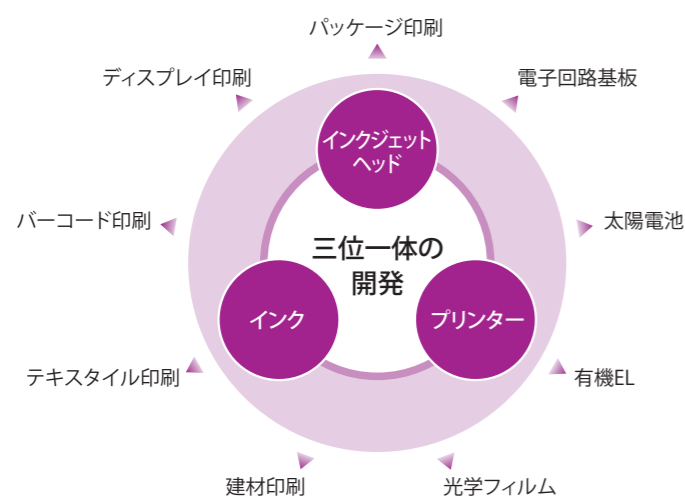 パッケージ印刷
ディスプレイ印刷
電子回路基板
インクジェット
ヘッド
バーコード印刷
太陽電池
三位一体の
開発
インク
プリンター
テキスタイル印刷
有機EL
建材印刷
光学フィルム